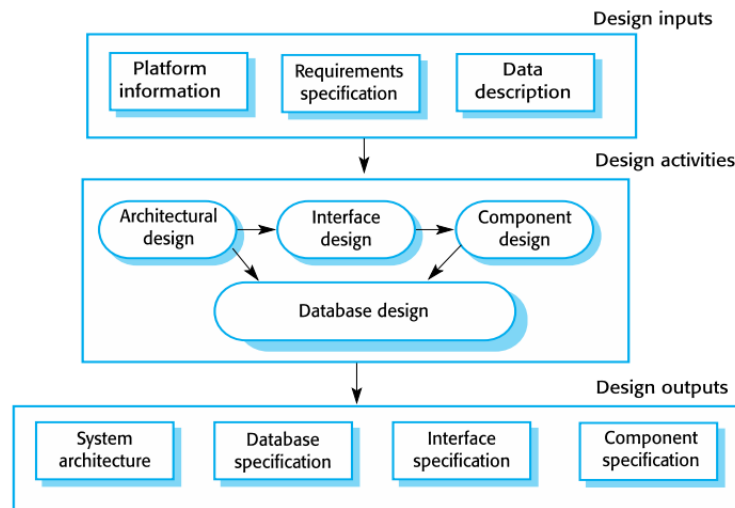 Design inputs
Platform
information
Requirements
specification
Data
description
Design activities
Architectural
design
Interface
design
Component
design
Database design
Design outputs
System
architecture
Database
specification
Interface
specification
Component
specification